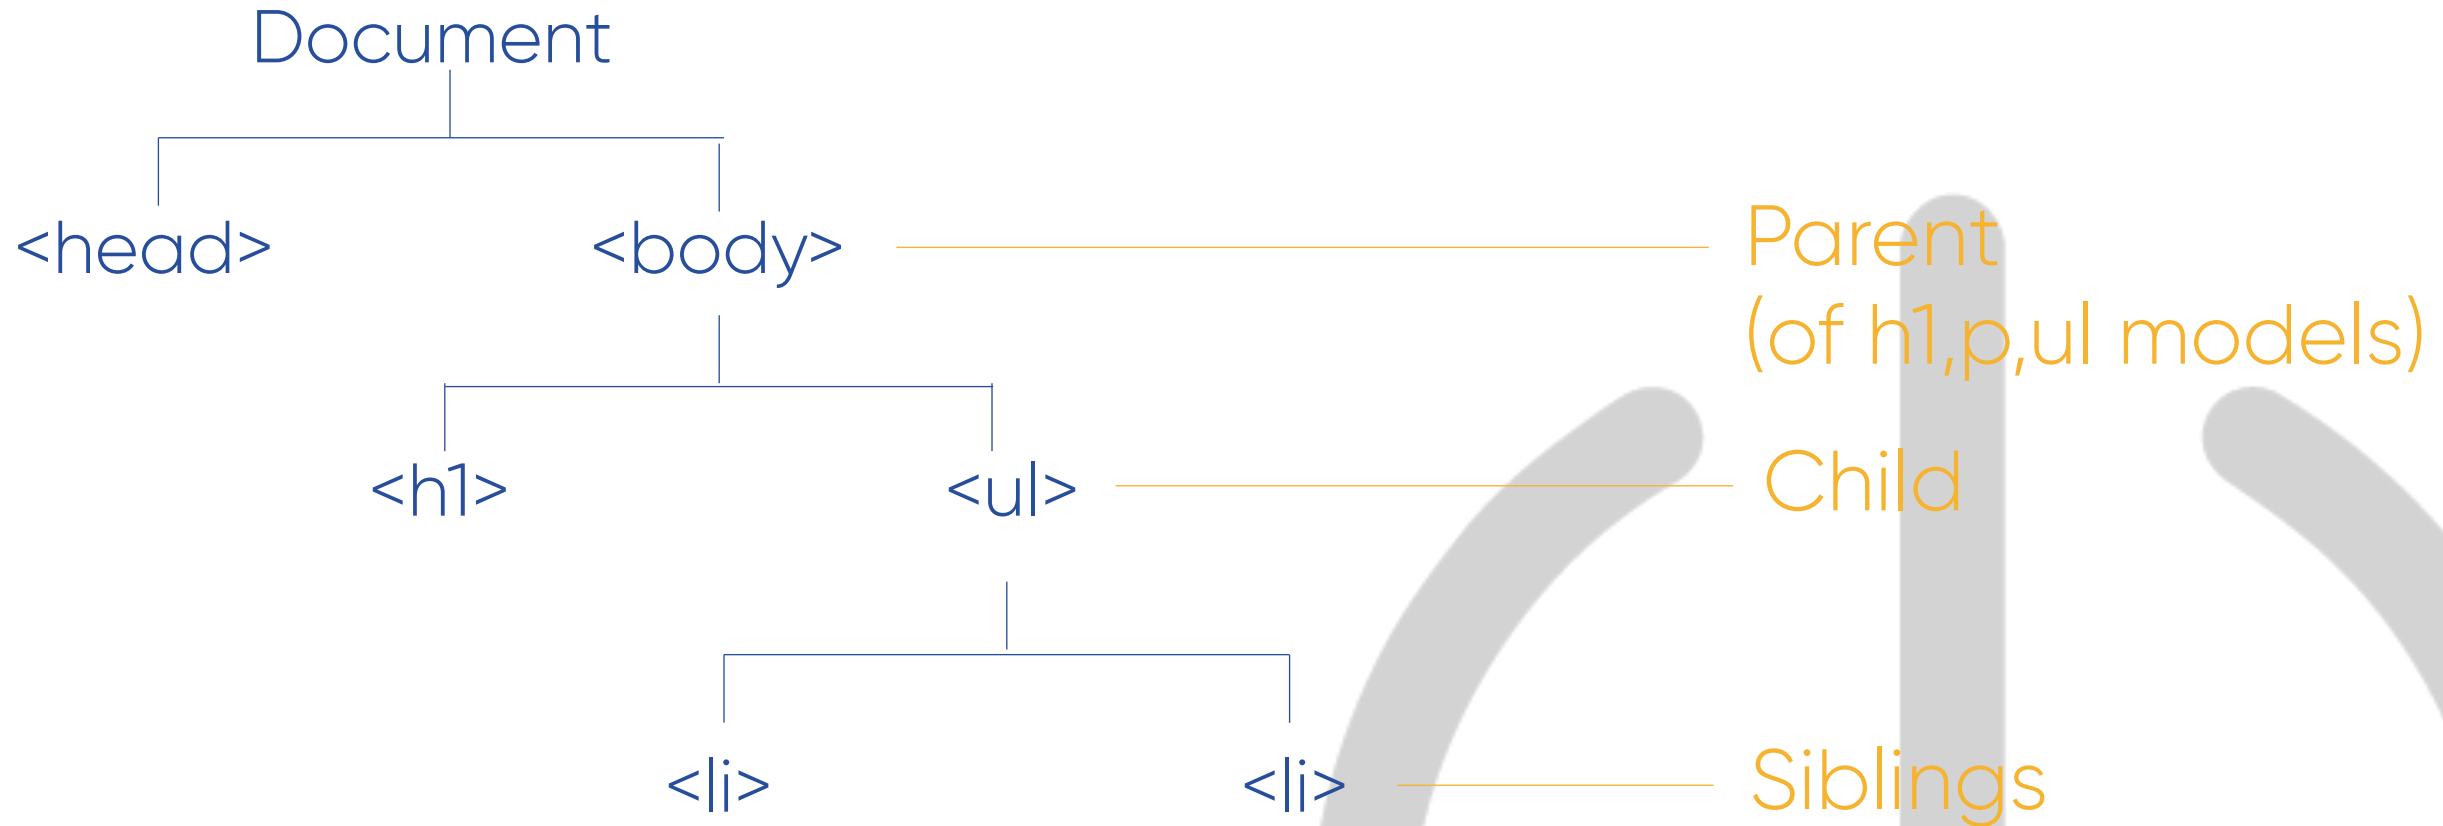 Document
<head>
<body>
Parent
(of h1,p,ul models)
<h1>
<ul>
Child
<li>
<li>
Siblings